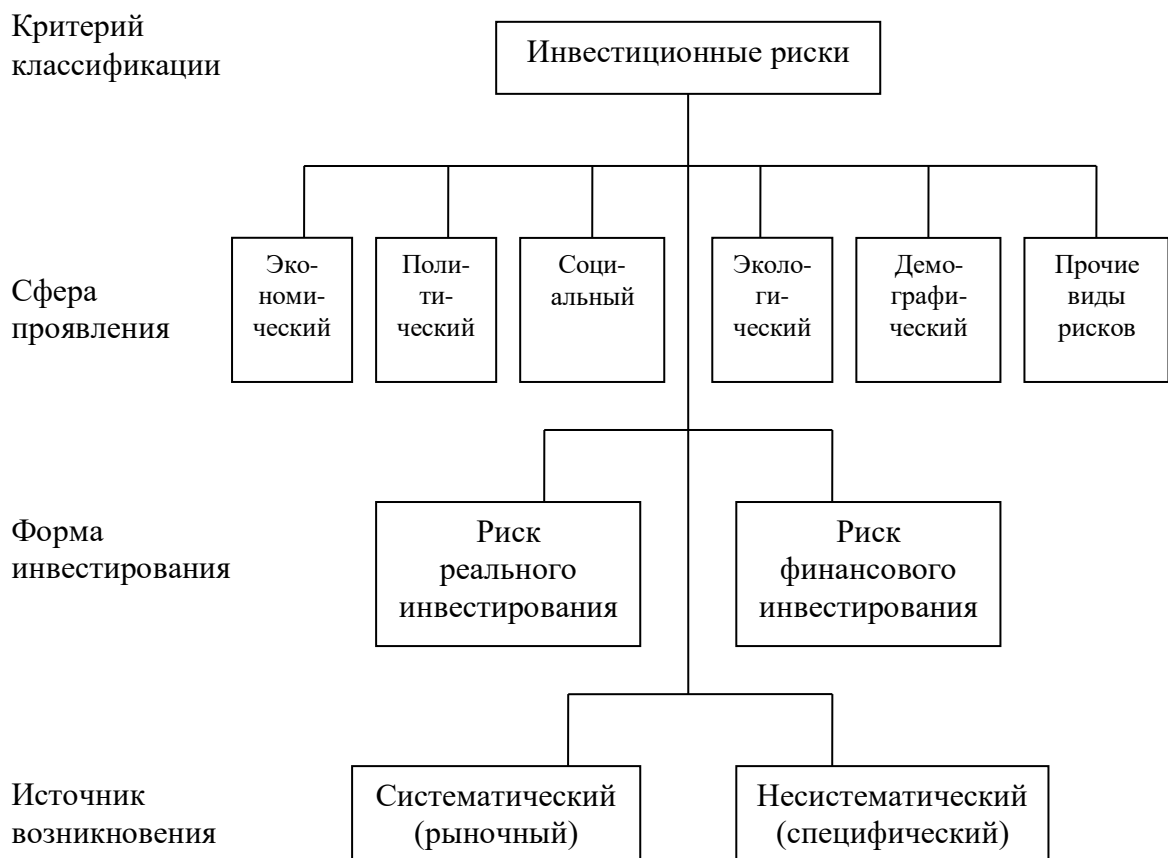 Критерий
классификации
Инвестиционные риски
Сфера
проявления
Эко-
номи-
ческий
Поли-
ти-
ческий
Соци-
альный
Эколо-
ги-
ческий
Демо-
графи-
ческий
Прочие
виды
рисков
Форма
инвестирования
Риск
реального
инвестирования
Риск
финансового
инвестирования
Источник
возникновения
Систематический
(рыночный)
Несистематический
(специфический)